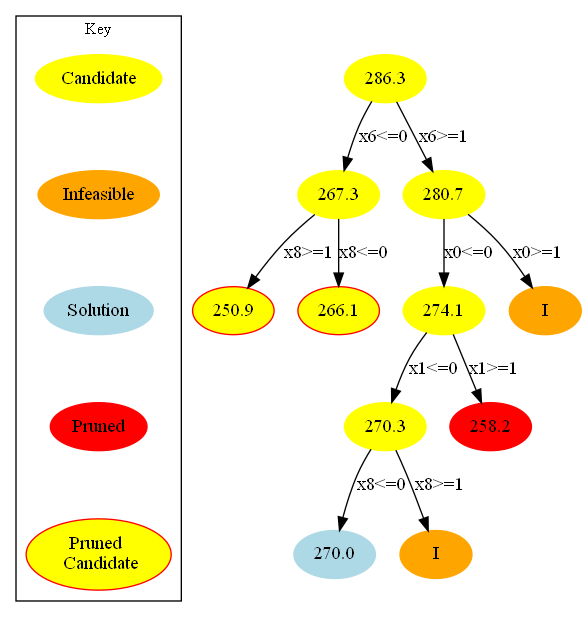 Key
Candidate
Infeasible
Solution
Pruned
Pruned
Candidate
286.3
x6<=0
x6>=1
267.3
280.7
x8>=1
x8<=0
x0<=0
x0>=1
250.9
266.1
274.1
I
x1<=0
x1>=1
270.3
258.2
x8<=0
x8>=1
270.0
I